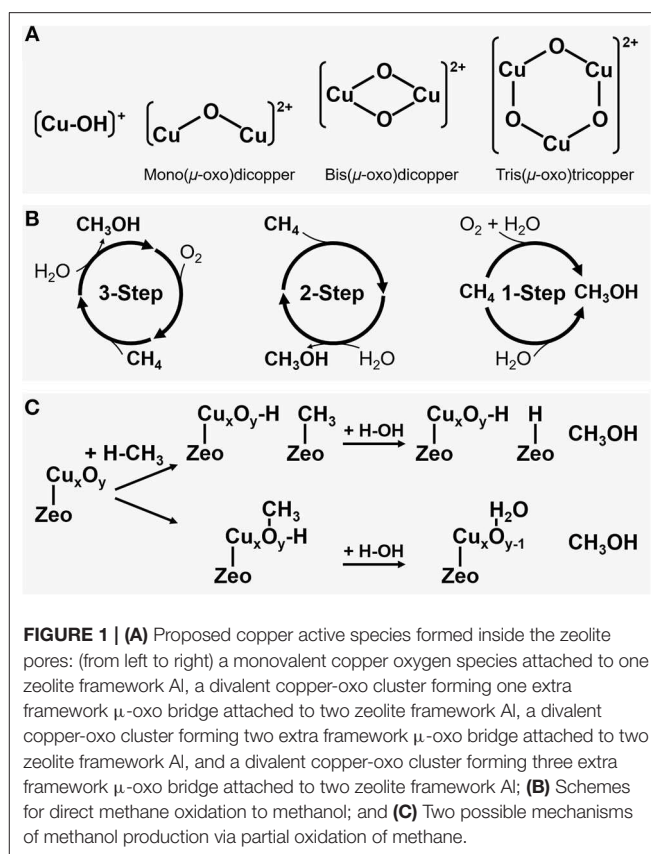 A
(Cu-OH)⁺
[Cu O Cu]²⁺
Mono(μ-oxo)dicopper
[Cu O O Cu]²⁺
Bis(μ-oxo)dicopper
[O Cu Cu O O Cu]²⁺
Tris(μ-oxo)tricopper
B
CH₃OH
O₂
H₂O
3-Step
CH₄
CH₄
2-Step
CH₃OH
H₂O
O₂ + H₂O
CH₄ 1-Step CH₃OH
H₂O
C
CuₓOᵧ
Zeo
+ H-CH₃
CuₓOᵧ-H CH₃
Zeo Zeo
+ H-OH
CuₓOᵧ-H H CH₃OH
Zeo Zeo
CH₃
CuₓOᵧ-H
Zeo
+ H-OH
H₂O
CuₓOᵧ₋₁ CH₃OH
Zeo
FIGURE 1 | (A) Proposed copper active species formed inside the zeolite
pores: (from left to right) a monovalent copper oxygen species attached to one
zeolite framework Al, a divalent copper-oxo cluster forming one extra
framework μ-oxo bridge attached to two zeolite framework Al, a divalent
copper-oxo cluster forming two extra framework μ-oxo bridge attached to two
zeolite framework Al, and a divalent copper-oxo cluster forming three extra
framework μ-oxo bridge attached to two zeolite framework Al; (B) Schemes
for direct methane oxidation to methanol; and (C) Two possible mechanisms
of methanol production via partial oxidation of methane.